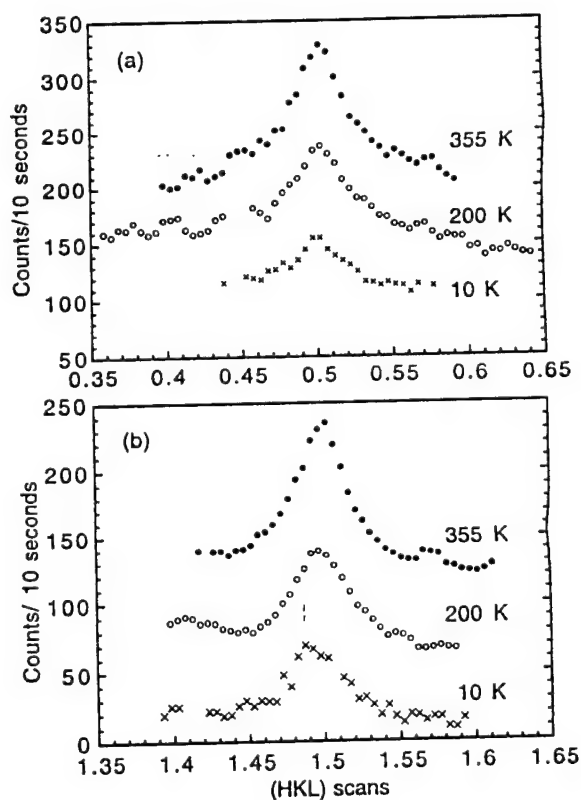 350
(a)
300
355 K
250
200 K
200
150
10 K
100
50
0.35 0.4 0.45 0.5 0.55 0.6 0.65
Counts/10 seconds
250
(b)
200
355 K
150
200 K
100
50
10 K
0
1.35 1.4 1.45 1.5 1.55 1.6 1.65
Counts/ 10 seconds
(HKL) scans